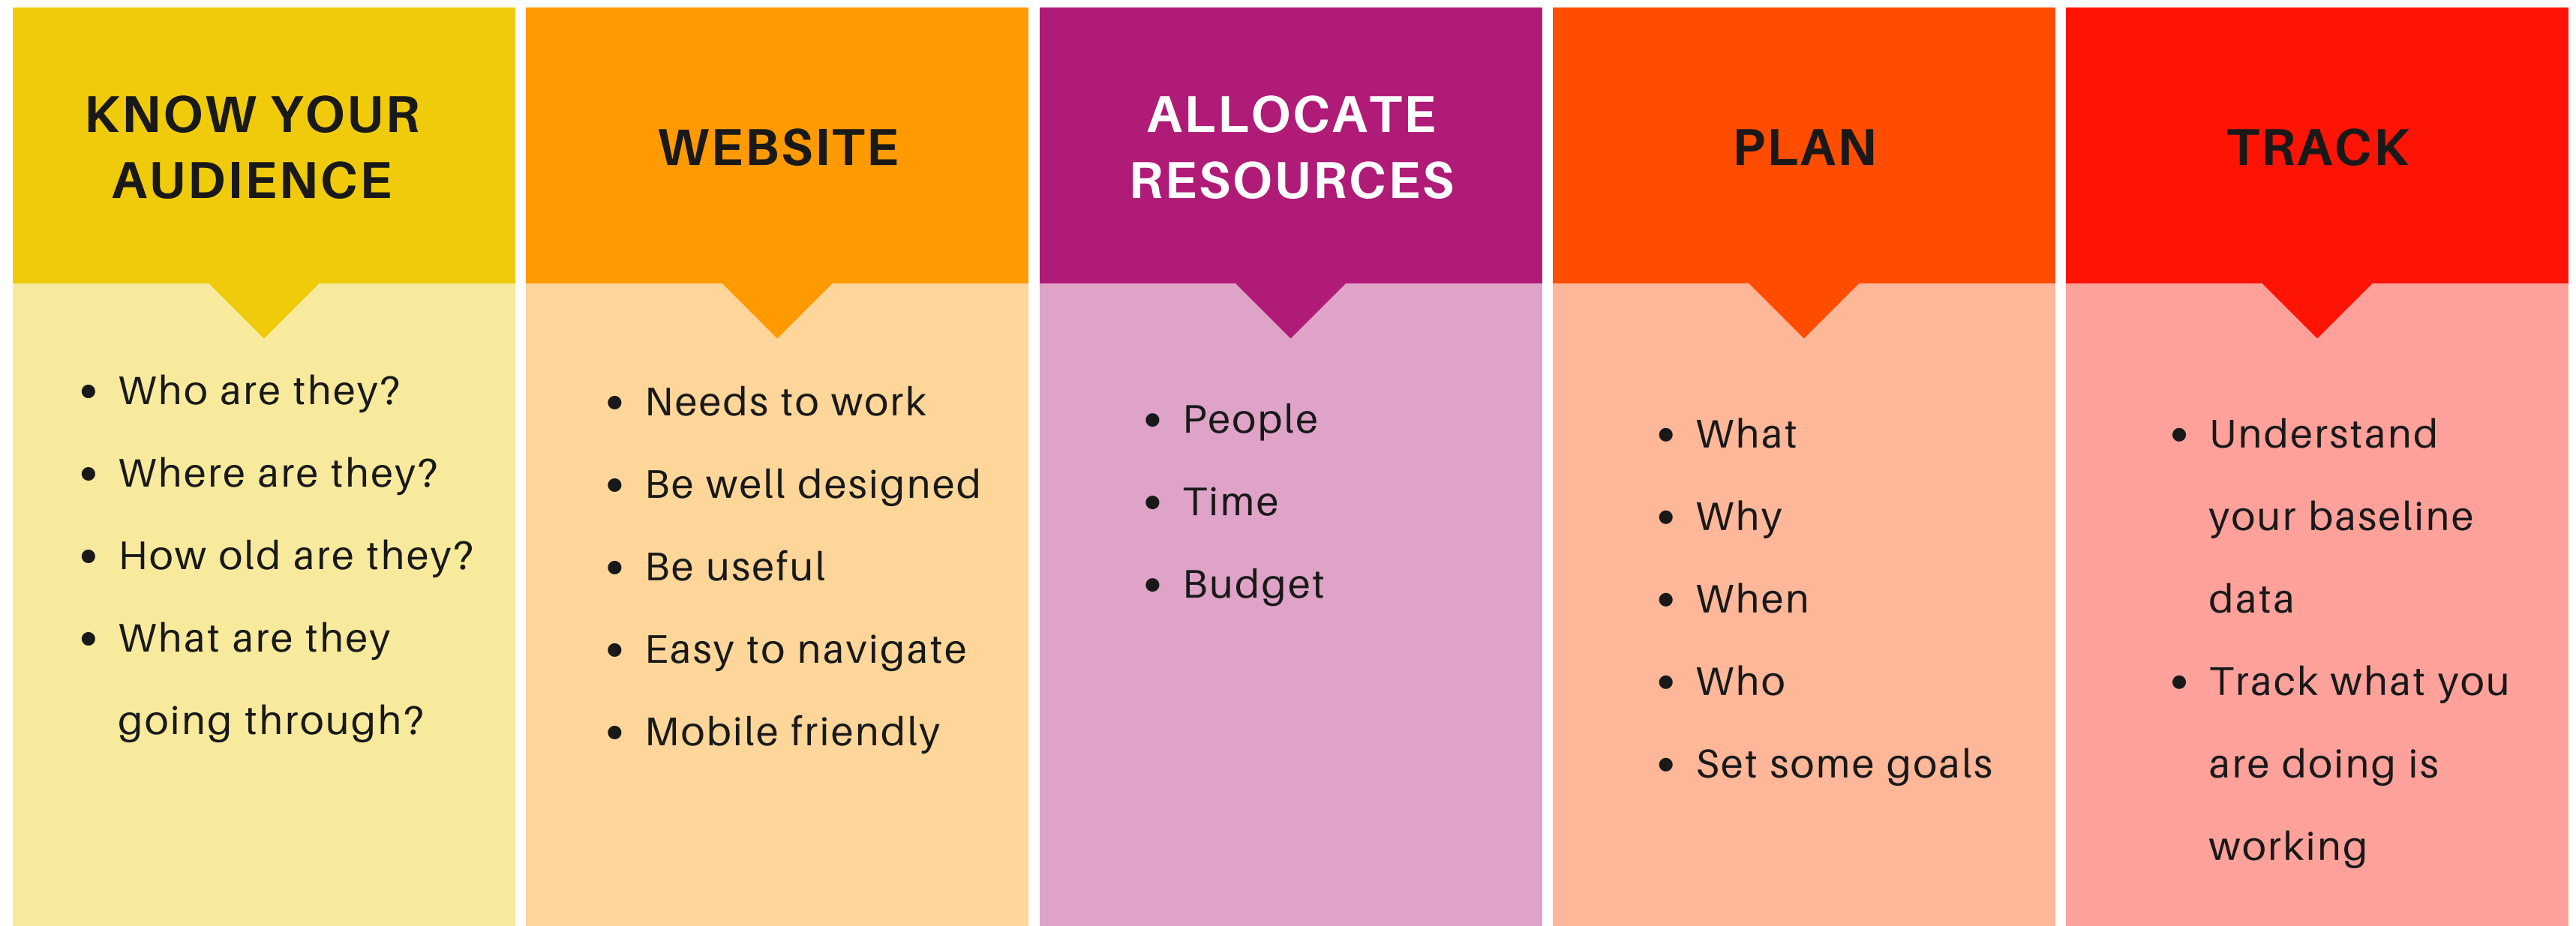 KNOW YOUR
AUDIENCE
• Who are they?
• Where are they?
• How old are they?
• What are they
going through?
WEBSITE
• Needs to work
• Be well designed
• Be useful
• Easy to navigate
• Mobile friendly
ALLOCATE
RESOURCES
• People
• Time
• Budget
PLAN
• What
• Why
• When
• Who
• Set some goals
TRACK
• Understand
your baseline
data
• Track what you
are doing is
working